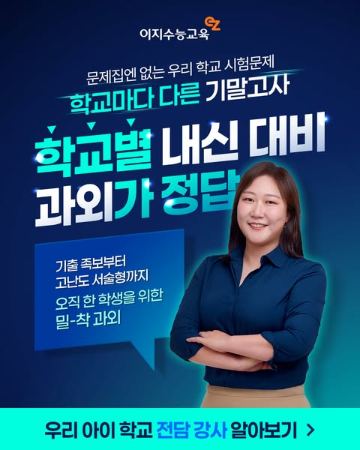 이지수능교육 ez
문제집엔 없는 우리 학교 시험문제
학교마다 다른 기말고사
학교별 내신 대비
과외가 정답
기출 족보부터
고난도 서술형까지
오직 한 학생을 위한
밀-착 과외
우리 아이 학교 전담 강사 알아보기 >